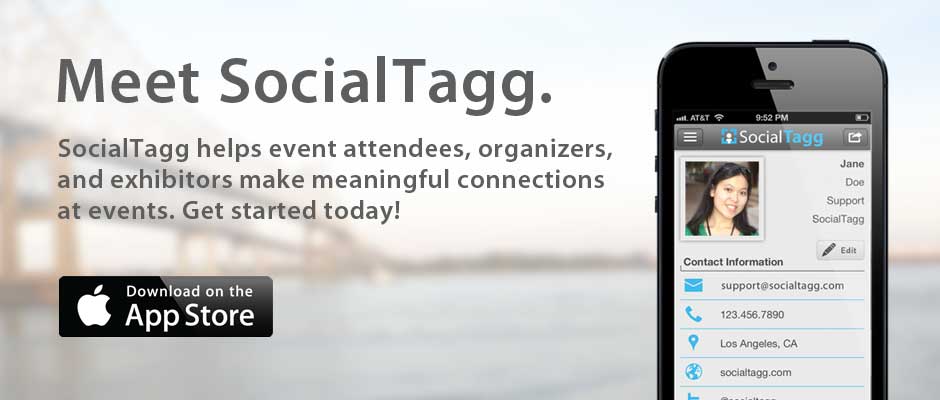 Meet SocialTagg.
SocialTagg helps event attendees, organizers,
and exhibitors make meaningful connections
at events. Get started today!
Download on the
App Store
AT&T 9:52 PM
SocialTagg
Jane
Doe
Support
SocialTagg
Edit
Contact Information
support@socialtagg.com
123.456.7890
Los Angeles, CA
socialtagg.com